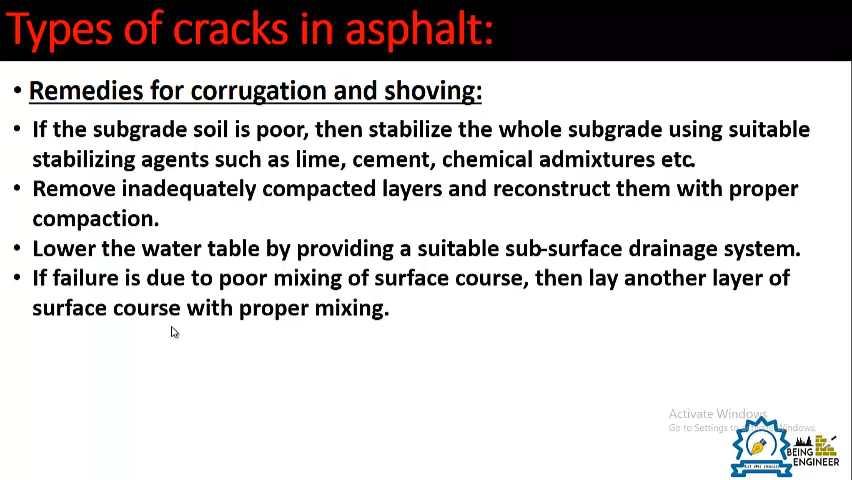 Types of cracks in asphalt:
• Remedies for corrugation and shoving:
• If the subgrade soil is poor, then stabilize the whole subgrade using suitable
stabilizing agents such as lime, cement, chemical admixtures etc.
• Remove inadequately compacted layers and reconstruct them with proper
compaction.
• Lower the water table by providing a suitable sub-surface drainage system.
• If failure is due to poor mixing of surface course, then lay another layer of
surface course with proper mixing.
Activate Windows
Go to Settings to Activate Windows.
BEING
ENGINEER